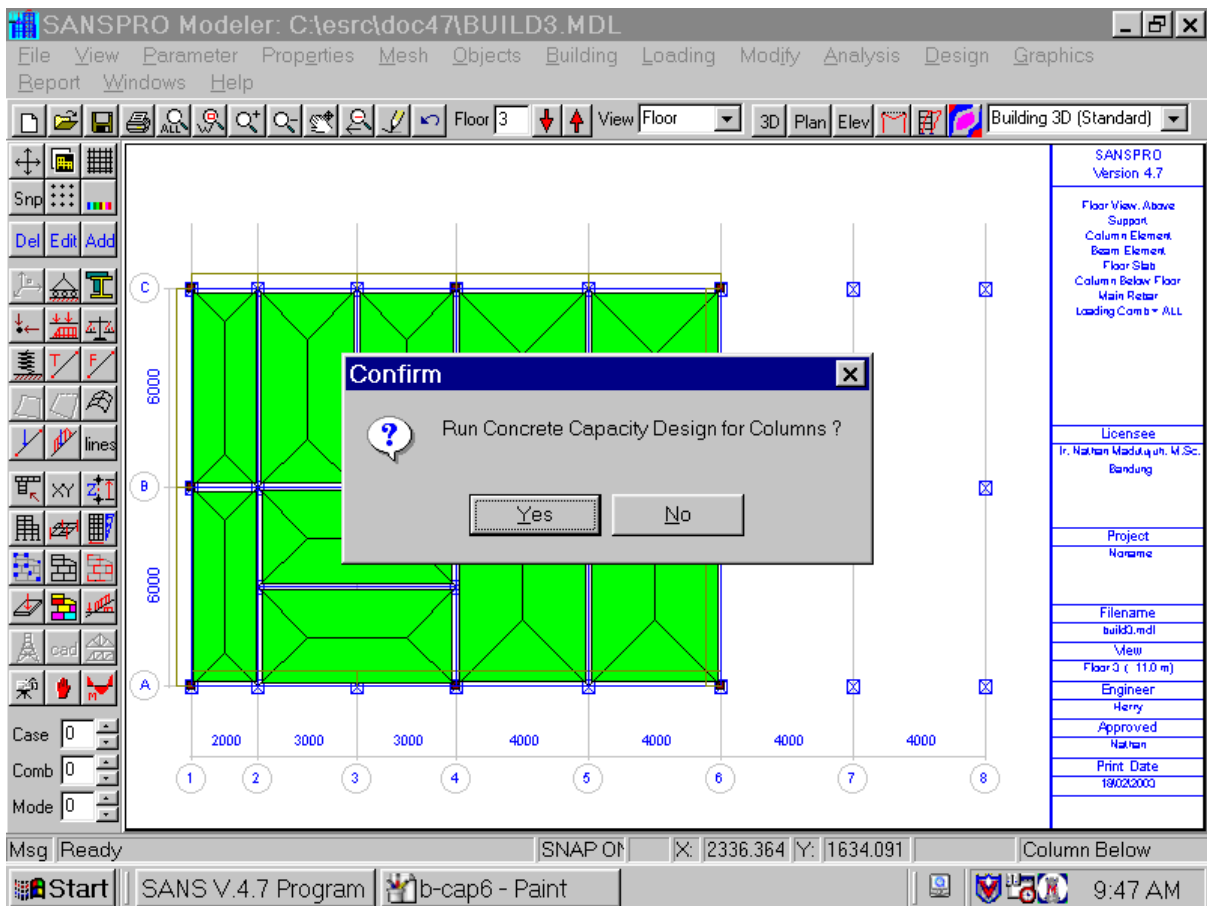 SANSPRO Modeler: C:\esrc\doc47\BUILD3.MDL
File View Parameter Properties Mesh Objects Building Loading Modify Analysis Design Graphics
Report Windows Help
ALL Floor 3 View Floor 3D Plan Elev Building 3D (Standard)
Snp
Del Edit Add
T F
lines
XY Z
cad
M
Case 0
Comb 0
Mode 0
C
6000
B
6000
A
2000 3000 3000 4000 4000 4000 4000
1 2 3 4 5 6 7 8
Confirm
Run Concrete Capacity Design for Columns ?
Yes No
SANSPRO
Version 4.7
Floor View. Above
Support
Column Element
Beam Element
Floor Slab
Column Below Floor
Main Rebar
Loading Comb = ALL
Licensee
Ir. Nathan Madutujuh. M.Sc.
Bandung
Project
Noname
Filename
build3.mdl
View
Floor 3 ( 11.0 m)
Engineer
Herry
Approved
Nathan
Print Date
Msg Ready SNAP ON X: 2336.364 Y: 1634.091 Column Below
Start SANS V.4.7 Program b-cap6 - Paint 9:47 AM